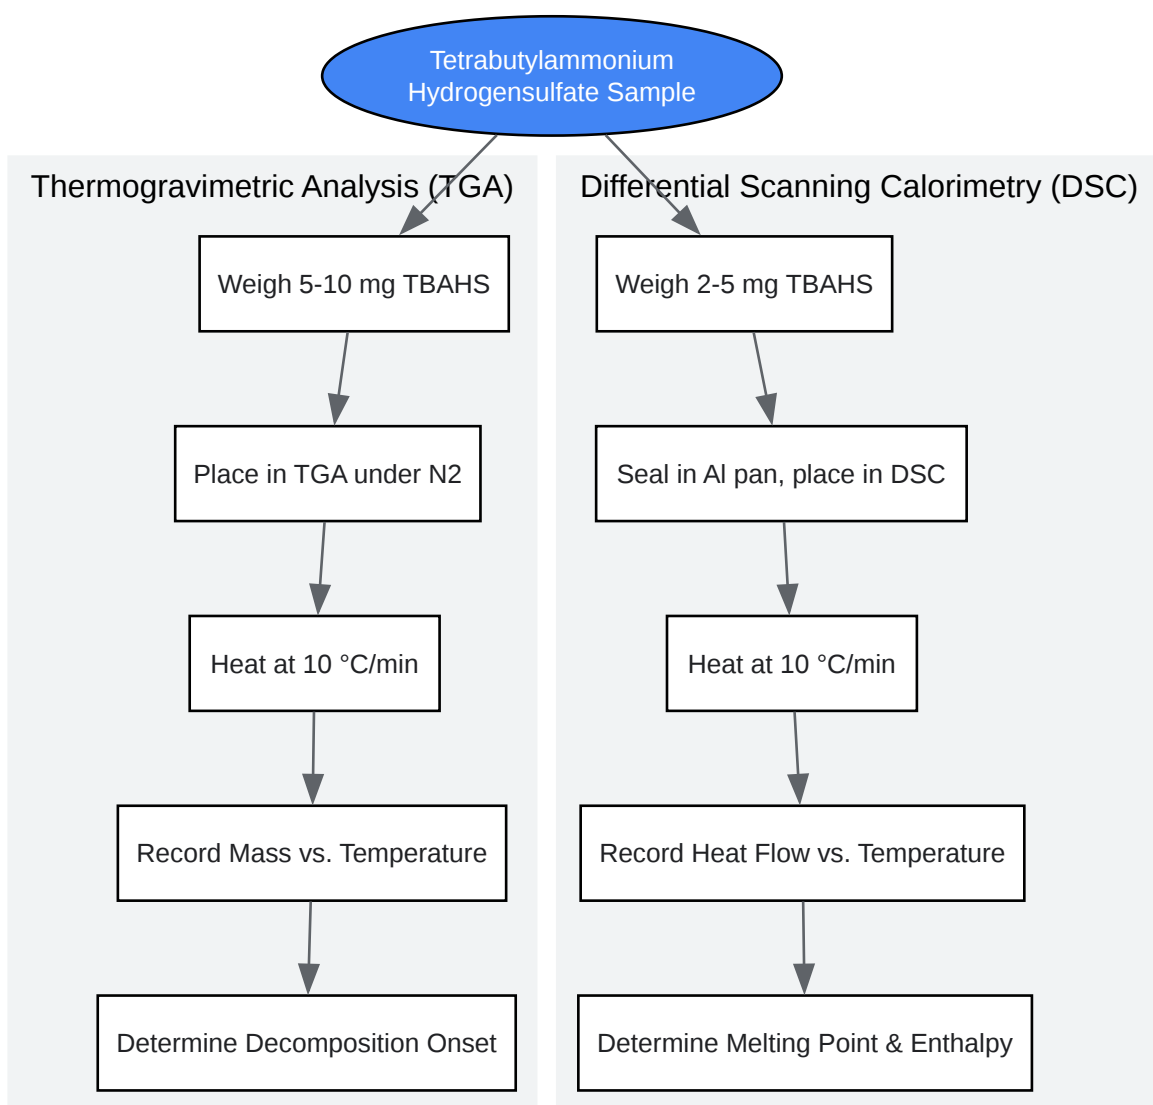 Tetrabutylammonium
Hydrogensulfate Sample
Thermogravimetric Analysis (TGA)
Weigh 5-10 mg TBAHS
Place in TGA under N2
Heat at 10 °C/min
Record Mass vs. Temperature
Determine Decomposition Onset
Differential Scanning Calorimetry (DSC)
Weigh 2-5 mg TBAHS
Seal in Al pan, place in DSC
Heat at 10 °C/min
Record Heat Flow vs. Temperature
Determine Melting Point & Enthalpy